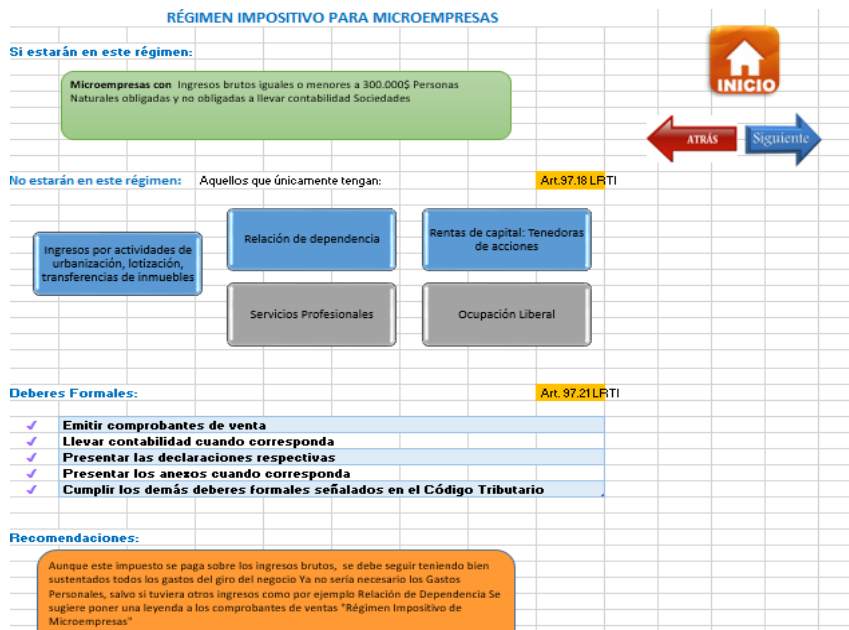 RÉGIMEN IMPOSITIVO PARA MICROEMPRESAS
Si estarán en este régimen:
Microempresas con Ingresos brutos iguales o menores a 300.000$ Personas
Naturales obligadas y no obligadas a llevar contabilidad Sociedades
INICIO
ATRÁS
Siguiente
No estarán en este régimen: Aquellos que únicamente tengan: Art.97.18 LRTI
Ingresos por actividades de
urbanización, lotización,
transferencias de inmuebles
Relación de dependencia
Rentas de capital: Tenedoras
de acciones
Servicios Profesionales
Ocupación Liberal
Deberes Formales: Art. 97.21 LRTI
Emitir comprobantes de venta
Llevar contabilidad cuando corresponda
Presentar las declaraciones respectivas
Presentar los anexos cuando corresponda
Cumplir los demás deberes formales señalados en el Código Tributario
Recomendaciones:
Aunque este impuesto se paga sobre los ingresos brutos, se debe seguir teniendo bien
sustentados todos los gastos del giro del negocio Ya no sería necesario los Gastos
Personales, salvo si tuviera otros ingresos como por ejemplo Relación de Dependencia Se
sugiere poner una leyenda a los comprobantes de ventas "Régimen Impositivo de
Microempresas"